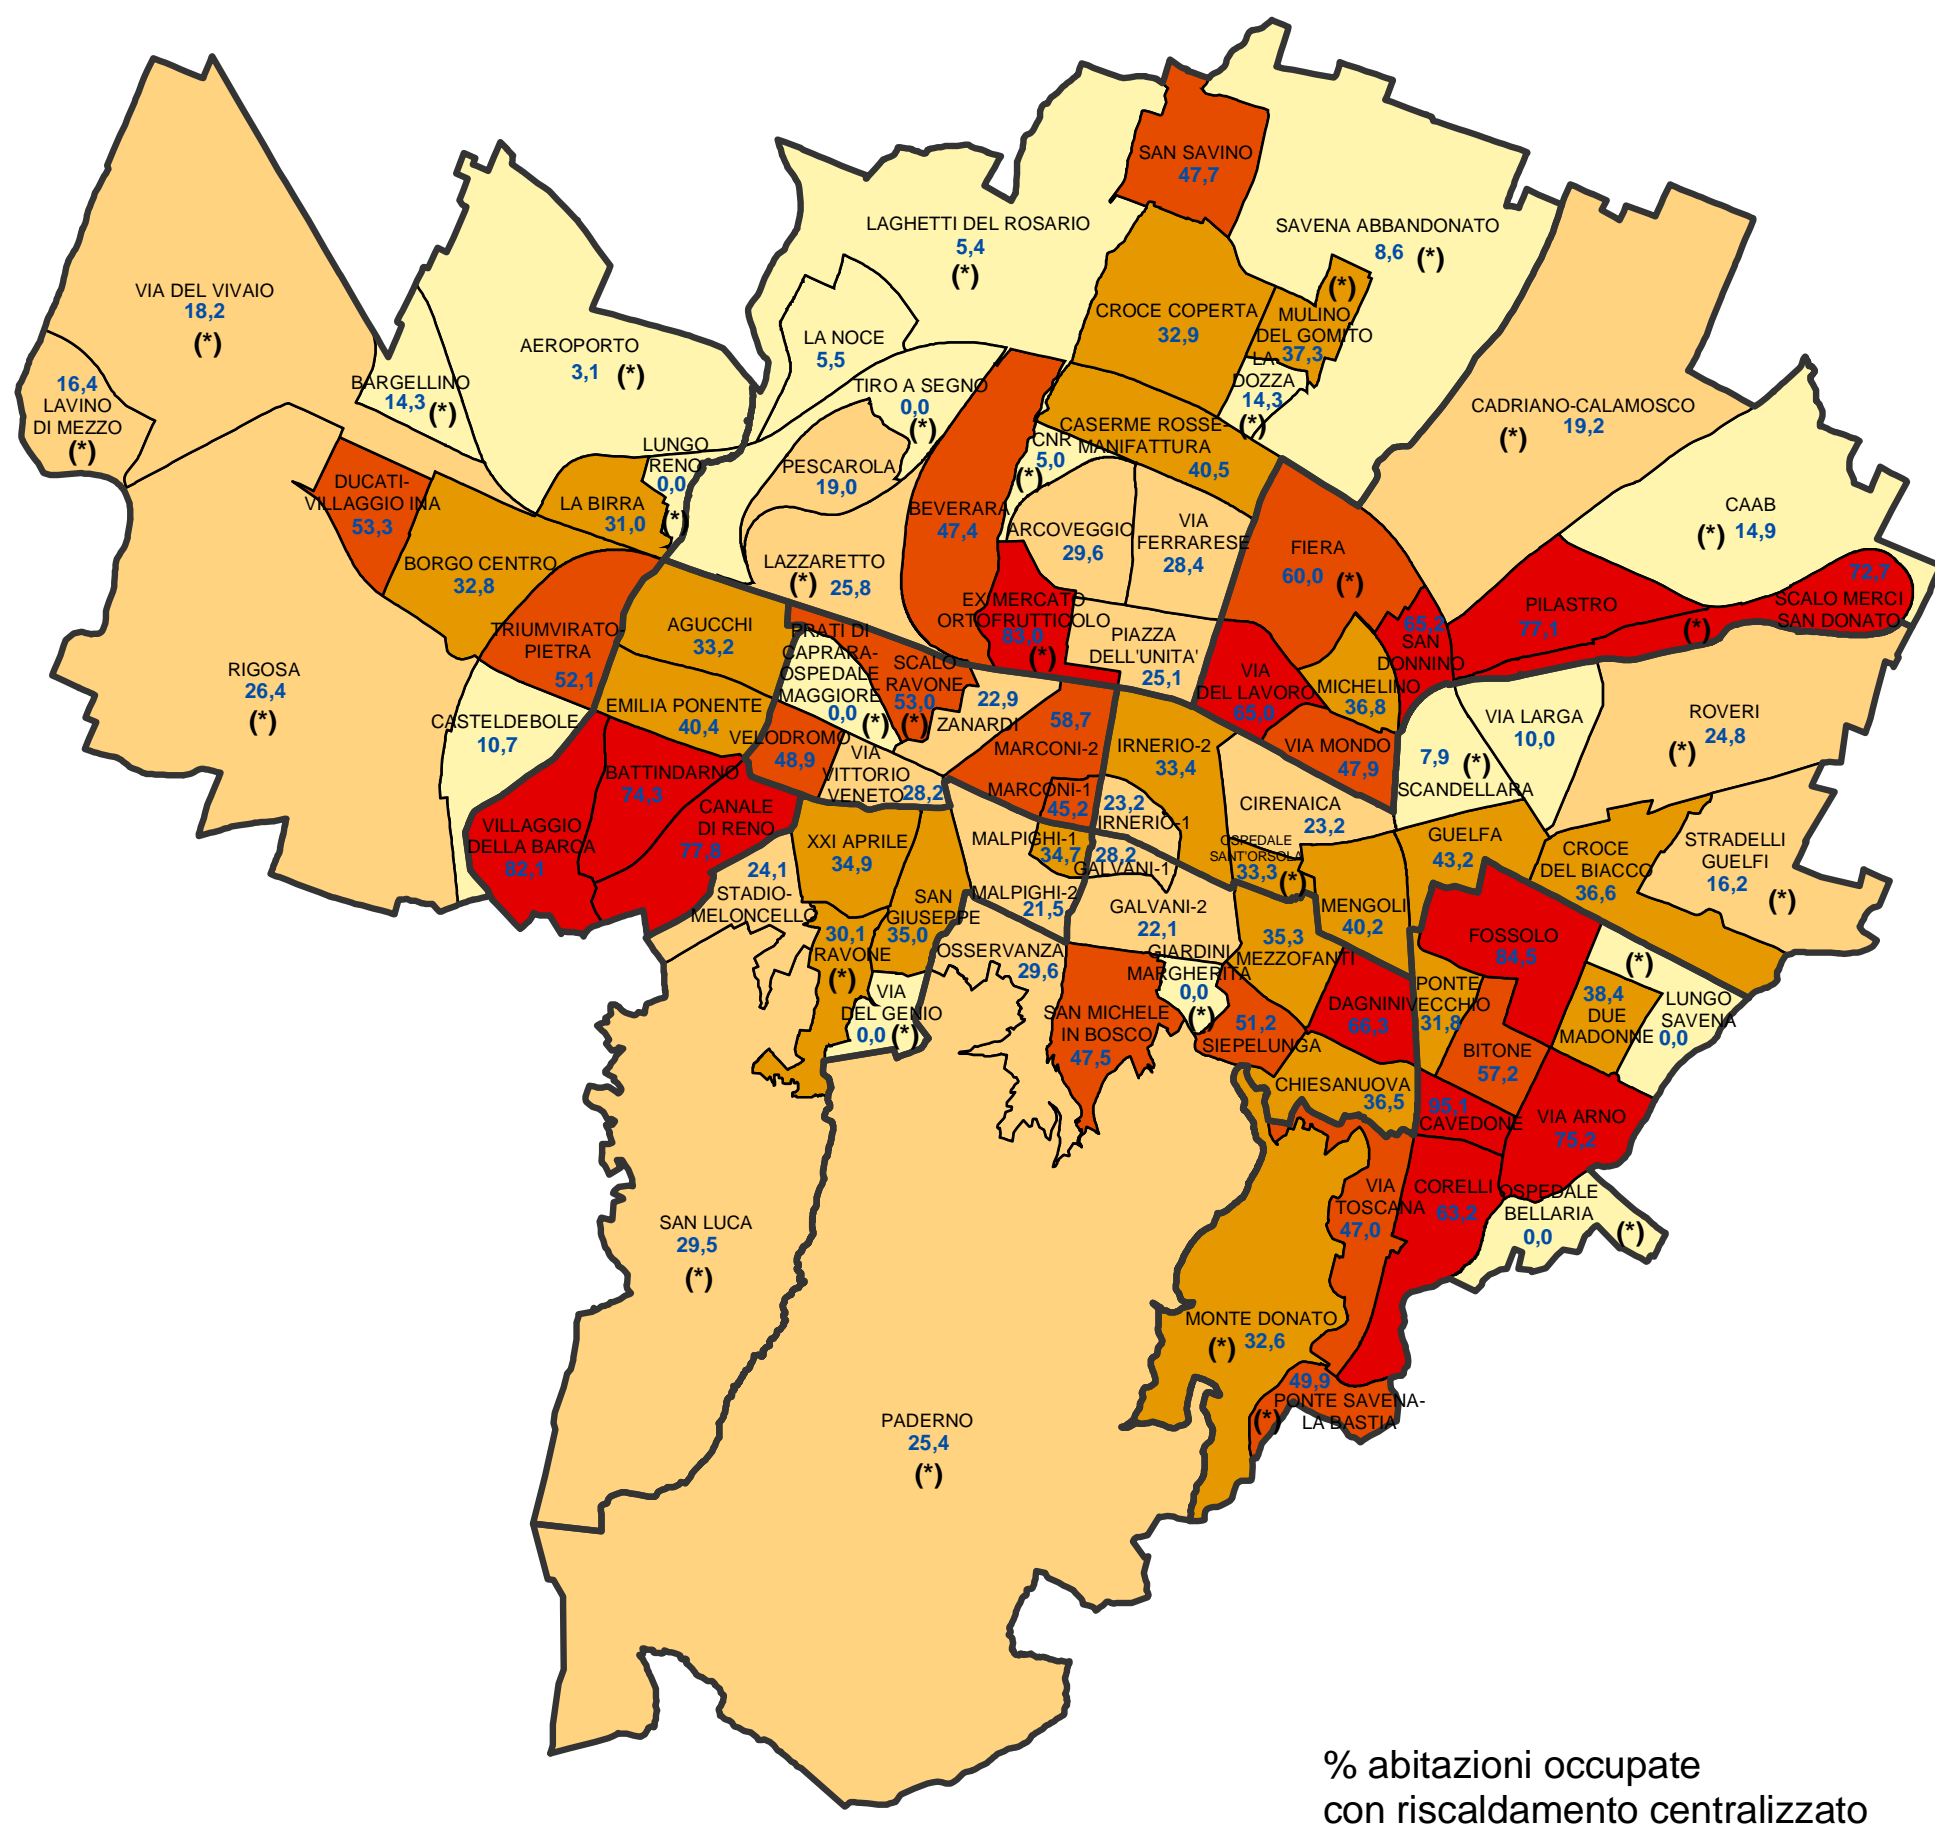 SAN SAVINO
47,7
LAGHETTI DEL ROSARIO
5,4
(*)
SAVENA ABBANDONATO
8,6 (*)
VIA DEL VIVAIO
18,2
(*)
CROCE COPERTA
32,9
(*)
MULINO
DEL GOMITO
37,3
LA NOCE
5,5
AEROPORTO
3,1 (*)
BARGELLINO
14,3 (*)
16,4
LAVINO
DI MEZZO
(*)
TIRO A SEGNO
0,0
(*)
LA
DOZZA
14,3
(*)
CADRIANO-CALAMOSCO
19,2
(*)
CASERME ROSSE-
MANIFATTURA
40,5
CNR
5,0
(*)
LUNGO
RENO
0,0
(*)
PESCAROLA
19,0
DUCATI-
VILLAGGIO INA
53,3
LA BIRRA
31,0
BEVERARA
47,4
ARCOVEGGIO
29,6
VIA
FERRARESE
28,4
CAAB
(*) 14,9
FIERA
60,0 (*)
BORGO CENTRO
32,8
LAZZARETTO
(*) 25,8
72,7
SCALO MERCI
SAN DONATO
(*)
PILASTRO
77,1
EX MERCATO
ORTOFRUTTICOLO
83,0
(*)
TRIUMVIRATO-
PIETRA
52,1
AGUCCHI
33,2
PRATI DI
CAPRARA-
OSPEDALE
MAGGIORE
0,0 (*)
SCALO
RAVONE
53,0
(*)
PIAZZA
DELL'UNITA'
25,1
65,2
SAN
DONNINO
VIA
DEL LAVORO
65,0
MICHELINO
36,8
RIGOSA
26,4
(*)
EMILIA PONENTE
40,4
22,9
ZANARDI
58,7
MARCONI-2
CASTELDEBOLE
10,7
VELODROMO
48,9
VIA
VITTORIO
VENETO
28,2
IRNERIO-2
33,4
VIA MONDO
47,9
VIA LARGA
10,0
ROVERI
24,8
(*)
7,9 (*)
SCANDELLARA
BATTINDARNO
74,3
MARCONI-1
45,2
23,2
IRNERIO-1
CIRENAICA
23,2
CANALE
DI RENO
77,8
VILLAGGIO
DELLA BARCA
82,1
XXI APRILE
34,9
MALPIGHI-1
34,7
28,2
GALVANI-1
OSPEDALE
SANT'ORSOLA
33,3 (*)
GUELFA
43,2
CROCE
DEL BIACCO
36,6
STRADELLI
GUELFI
16,2
(*)
24,1
STADIO-
MELONCELLO
SAN
GIUSEPPE
35,0
MALPIGHI-2
21,5
GALVANI-2
22,1
MENGOLI
40,2
30,1
RAVONE
(*)
OSSERVANZA
29,6
GIARDINI
MARGHERITA
0,0
(*)
35,3
MEZZOFANTI
FOSSOLO
84,5
(*)
LUNGO
SAVENA
0,0
VIA
DEL GENIO
0,0 (*)
SAN MICHELE
IN BOSCO
47,5
51,2
SIEPELUNGA
DAGNINI
66,3
PONTE
VECCHIO
31,8
38,4
DUE
MADONNE
BITONE
57,2
CHIESANUOVA
36,5
95,1
CAVEDONE
VIA ARNO
75,2
VIA
TOSCANA
47,0
CORELLI
63,2
OSPEDALE
BELLARIA
0,0
(*)
SAN LUCA
29,5
(*)
MONTE DONATO
(*) 32,6
49,9
PONTE SAVENA-
LA BASTIA
(*)
PADERNO
25,4
(*)
% abitazioni occupate
con riscaldamento centralizzato